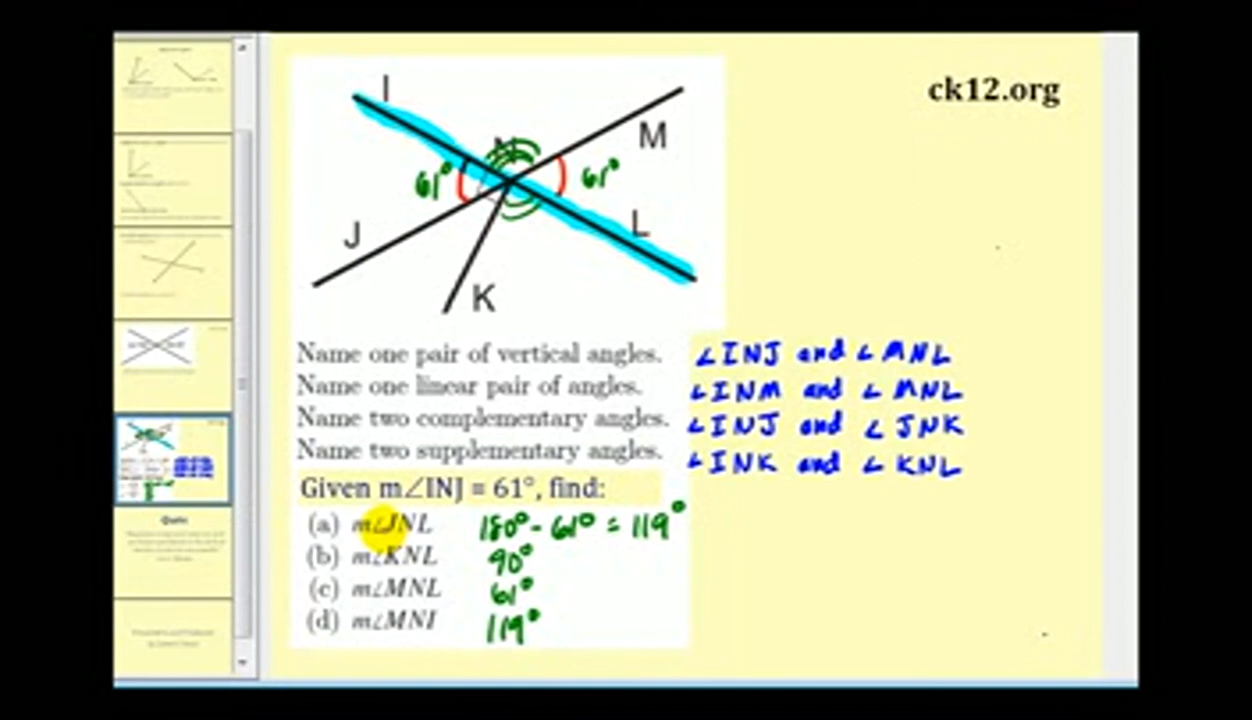 ck12.org
I
N
M
61°
61°
J
L
K
Name one pair of vertical angles. ∠INJ and ∠MNL
Name one linear pair of angles. ∠INM and ∠MNL
Name two complementary angles. ∠INJ and ∠JNK
Name two supplementary angles. ∠INK and ∠KNL
Given m∠INJ = 61°, find:
(a) m∠JNL 180° - 61° = 119°
(b) m∠KNL 90°
(c) m∠MNL 61°
(d) m∠MNI 119°